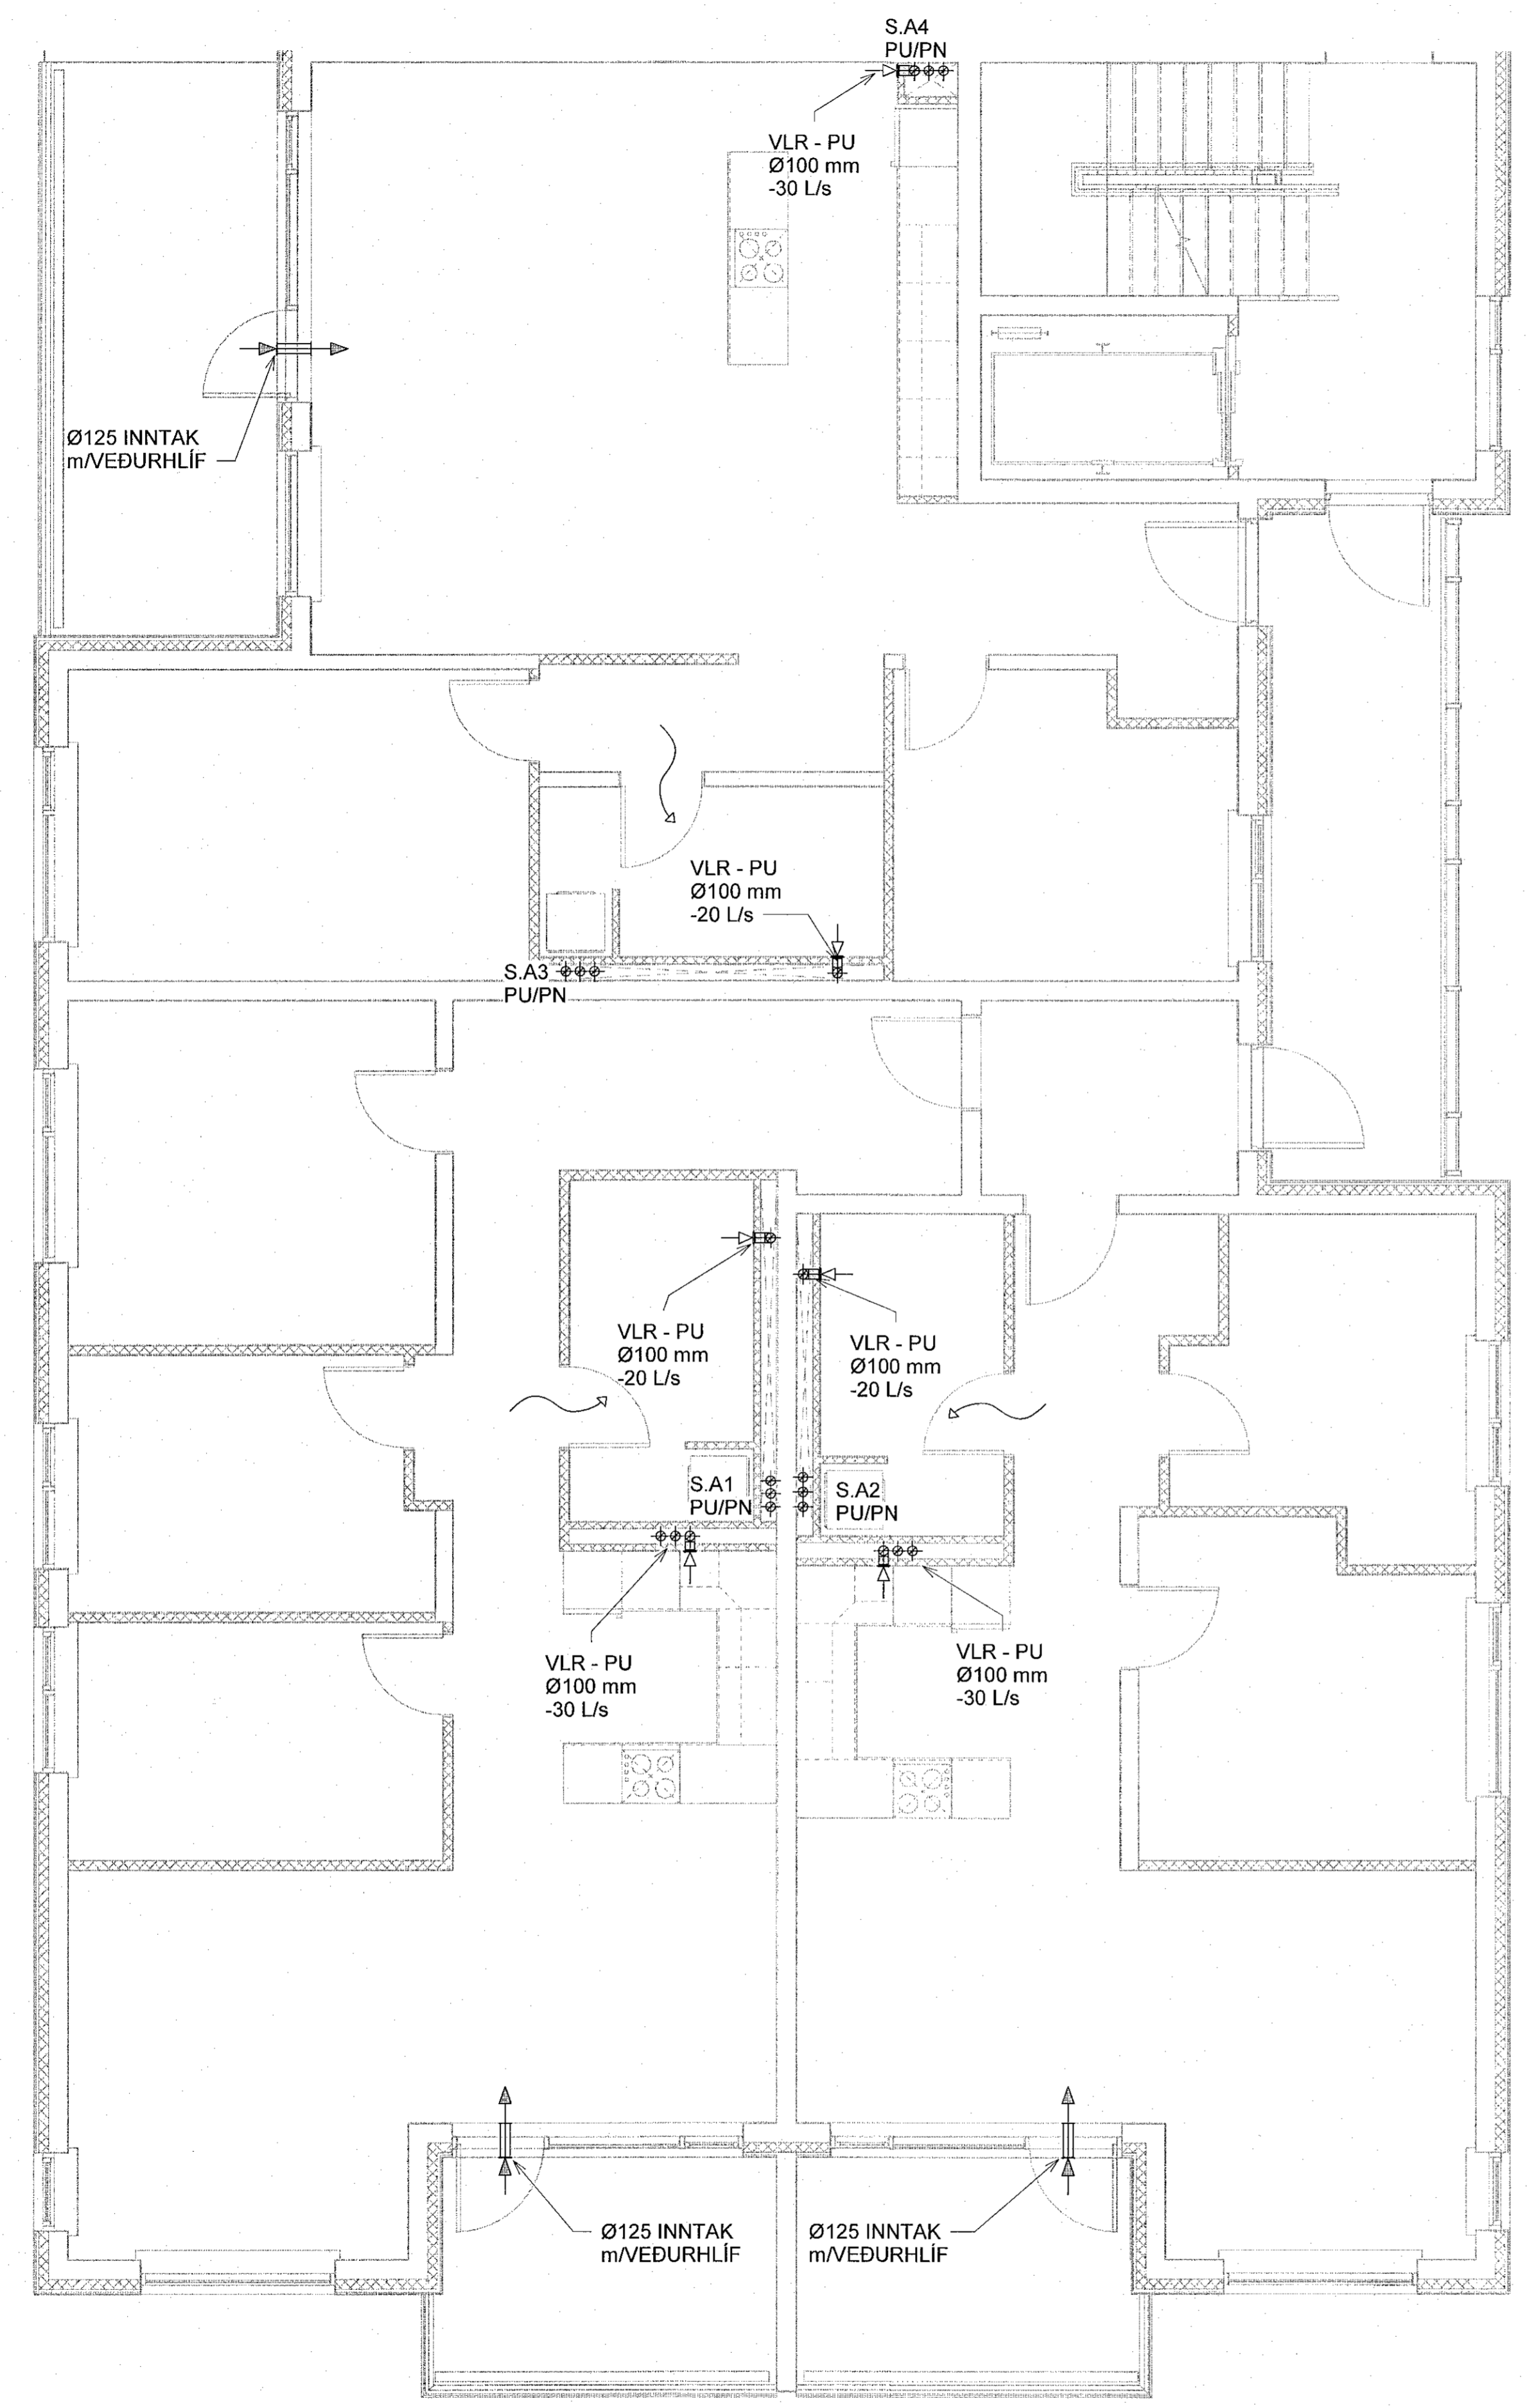 S.A4
PU/PN
VLR - PU
Ø100 mm
-30 L/s
Ø125 INNTAK
m/VEÐURHLÍF
VLR - PU
Ø100 mm
-20 L/s
S.A3
PU/PN
VLR - PU
Ø100 mm
-20 L/s
VLR - PU
Ø100 mm
-20 L/s
S.A1
PU/PN
S.A2
PU/PN
VLR - PU
Ø100 mm
-30 L/s
VLR - PU
Ø100 mm
-30 L/s
Ø125 INNTAK
m/VEÐURHLÍF
Ø125 INNTAK
m/VEÐURHLÍF